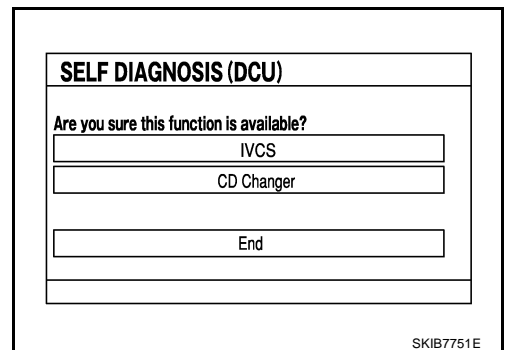 SELF DIAGNOSIS (DCU)
Are you sure this function is available?
IVCS
CD Changer
End
SKIB7751E